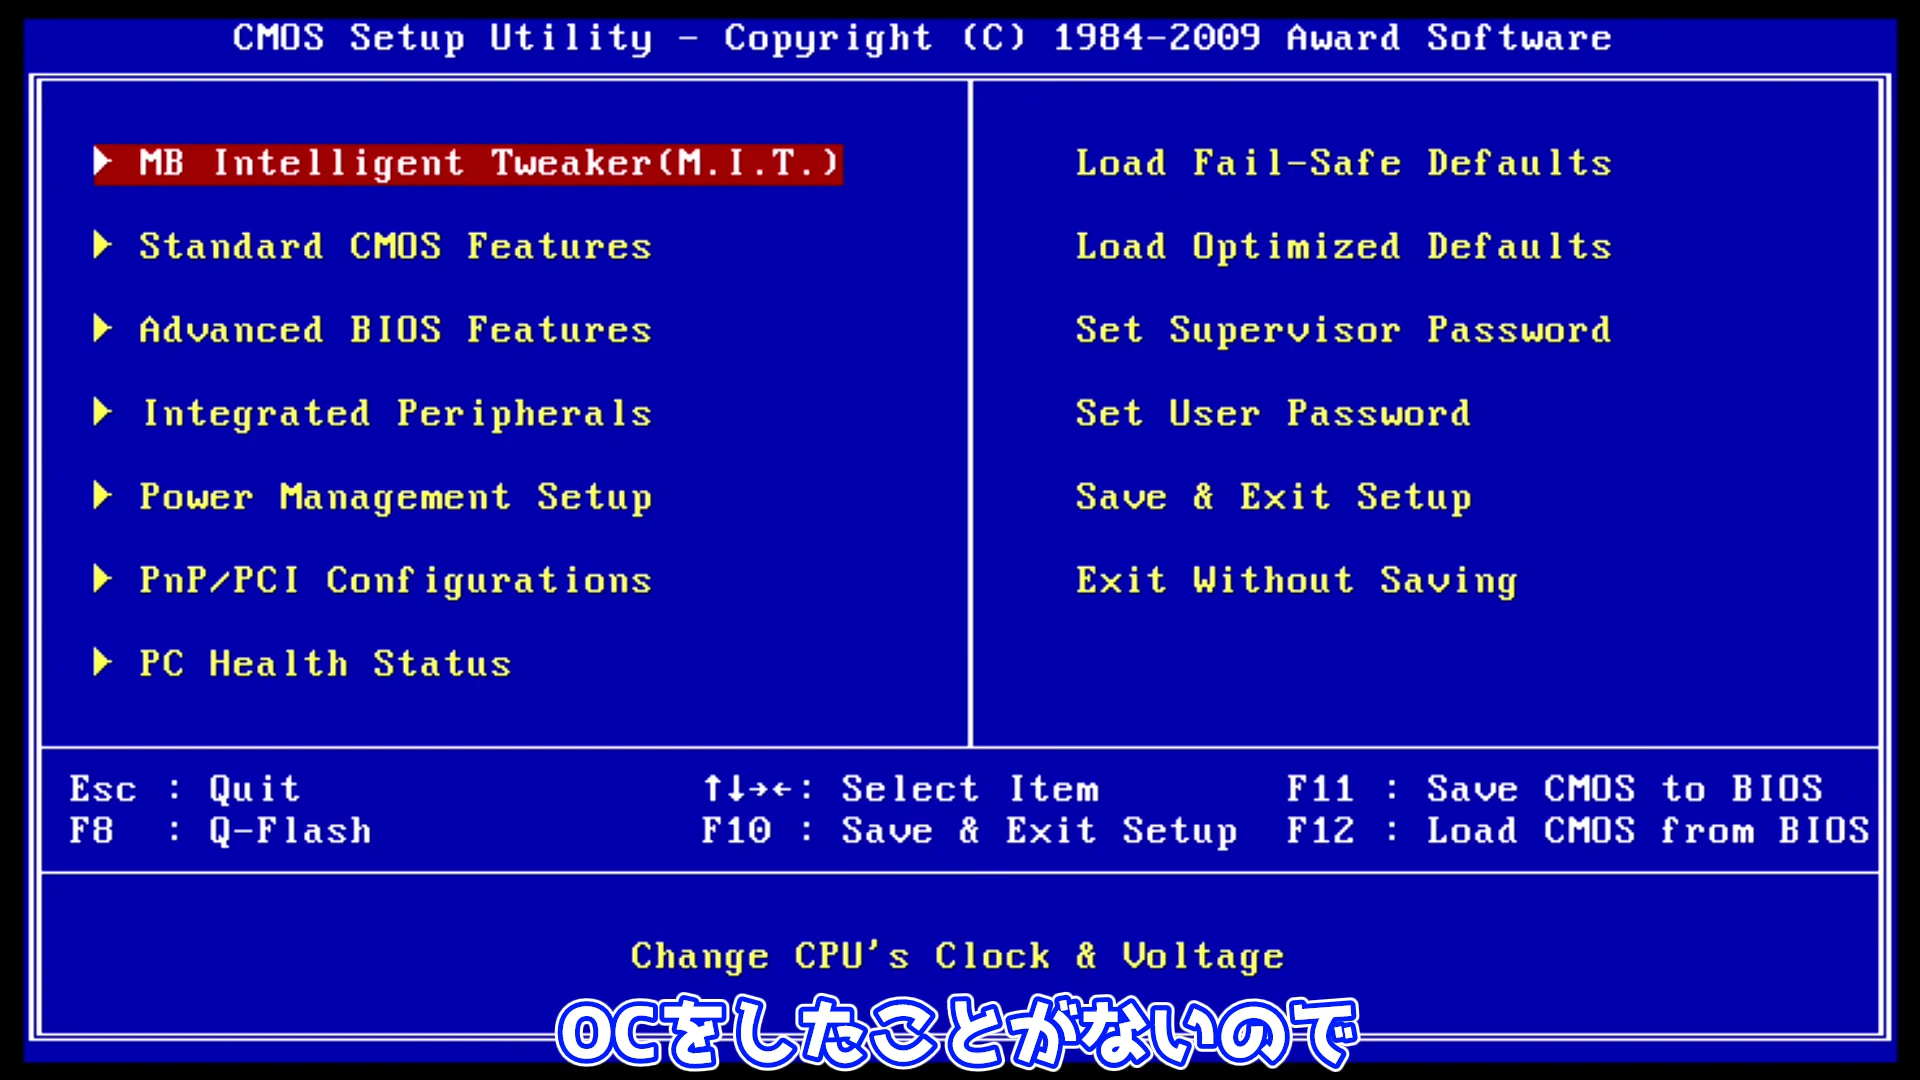 CMOS Setup Utility - Copyright (C) 1984-2009 Award Software
▶ MB Intelligent Tweaker(M.I.T.)
▶ Standard CMOS Features
▶ Advanced BIOS Features
▶ Integrated Peripherals
▶ Power Management Setup
▶ PnP/PCI Configurations
▶ PC Health Status
Load Fail-Safe Defaults
Load Optimized Defaults
Set Supervisor Password
Set User Password
Save & Exit Setup
Exit Without Saving
Esc : Quit ↑↓→←: Select Item F11 : Save CMOS to BIOS
F8 : Q-Flash F10 : Save & Exit Setup F12 : Load CMOS from BIOS
Change CPU's Clock & Voltage
OCをしたことがないので